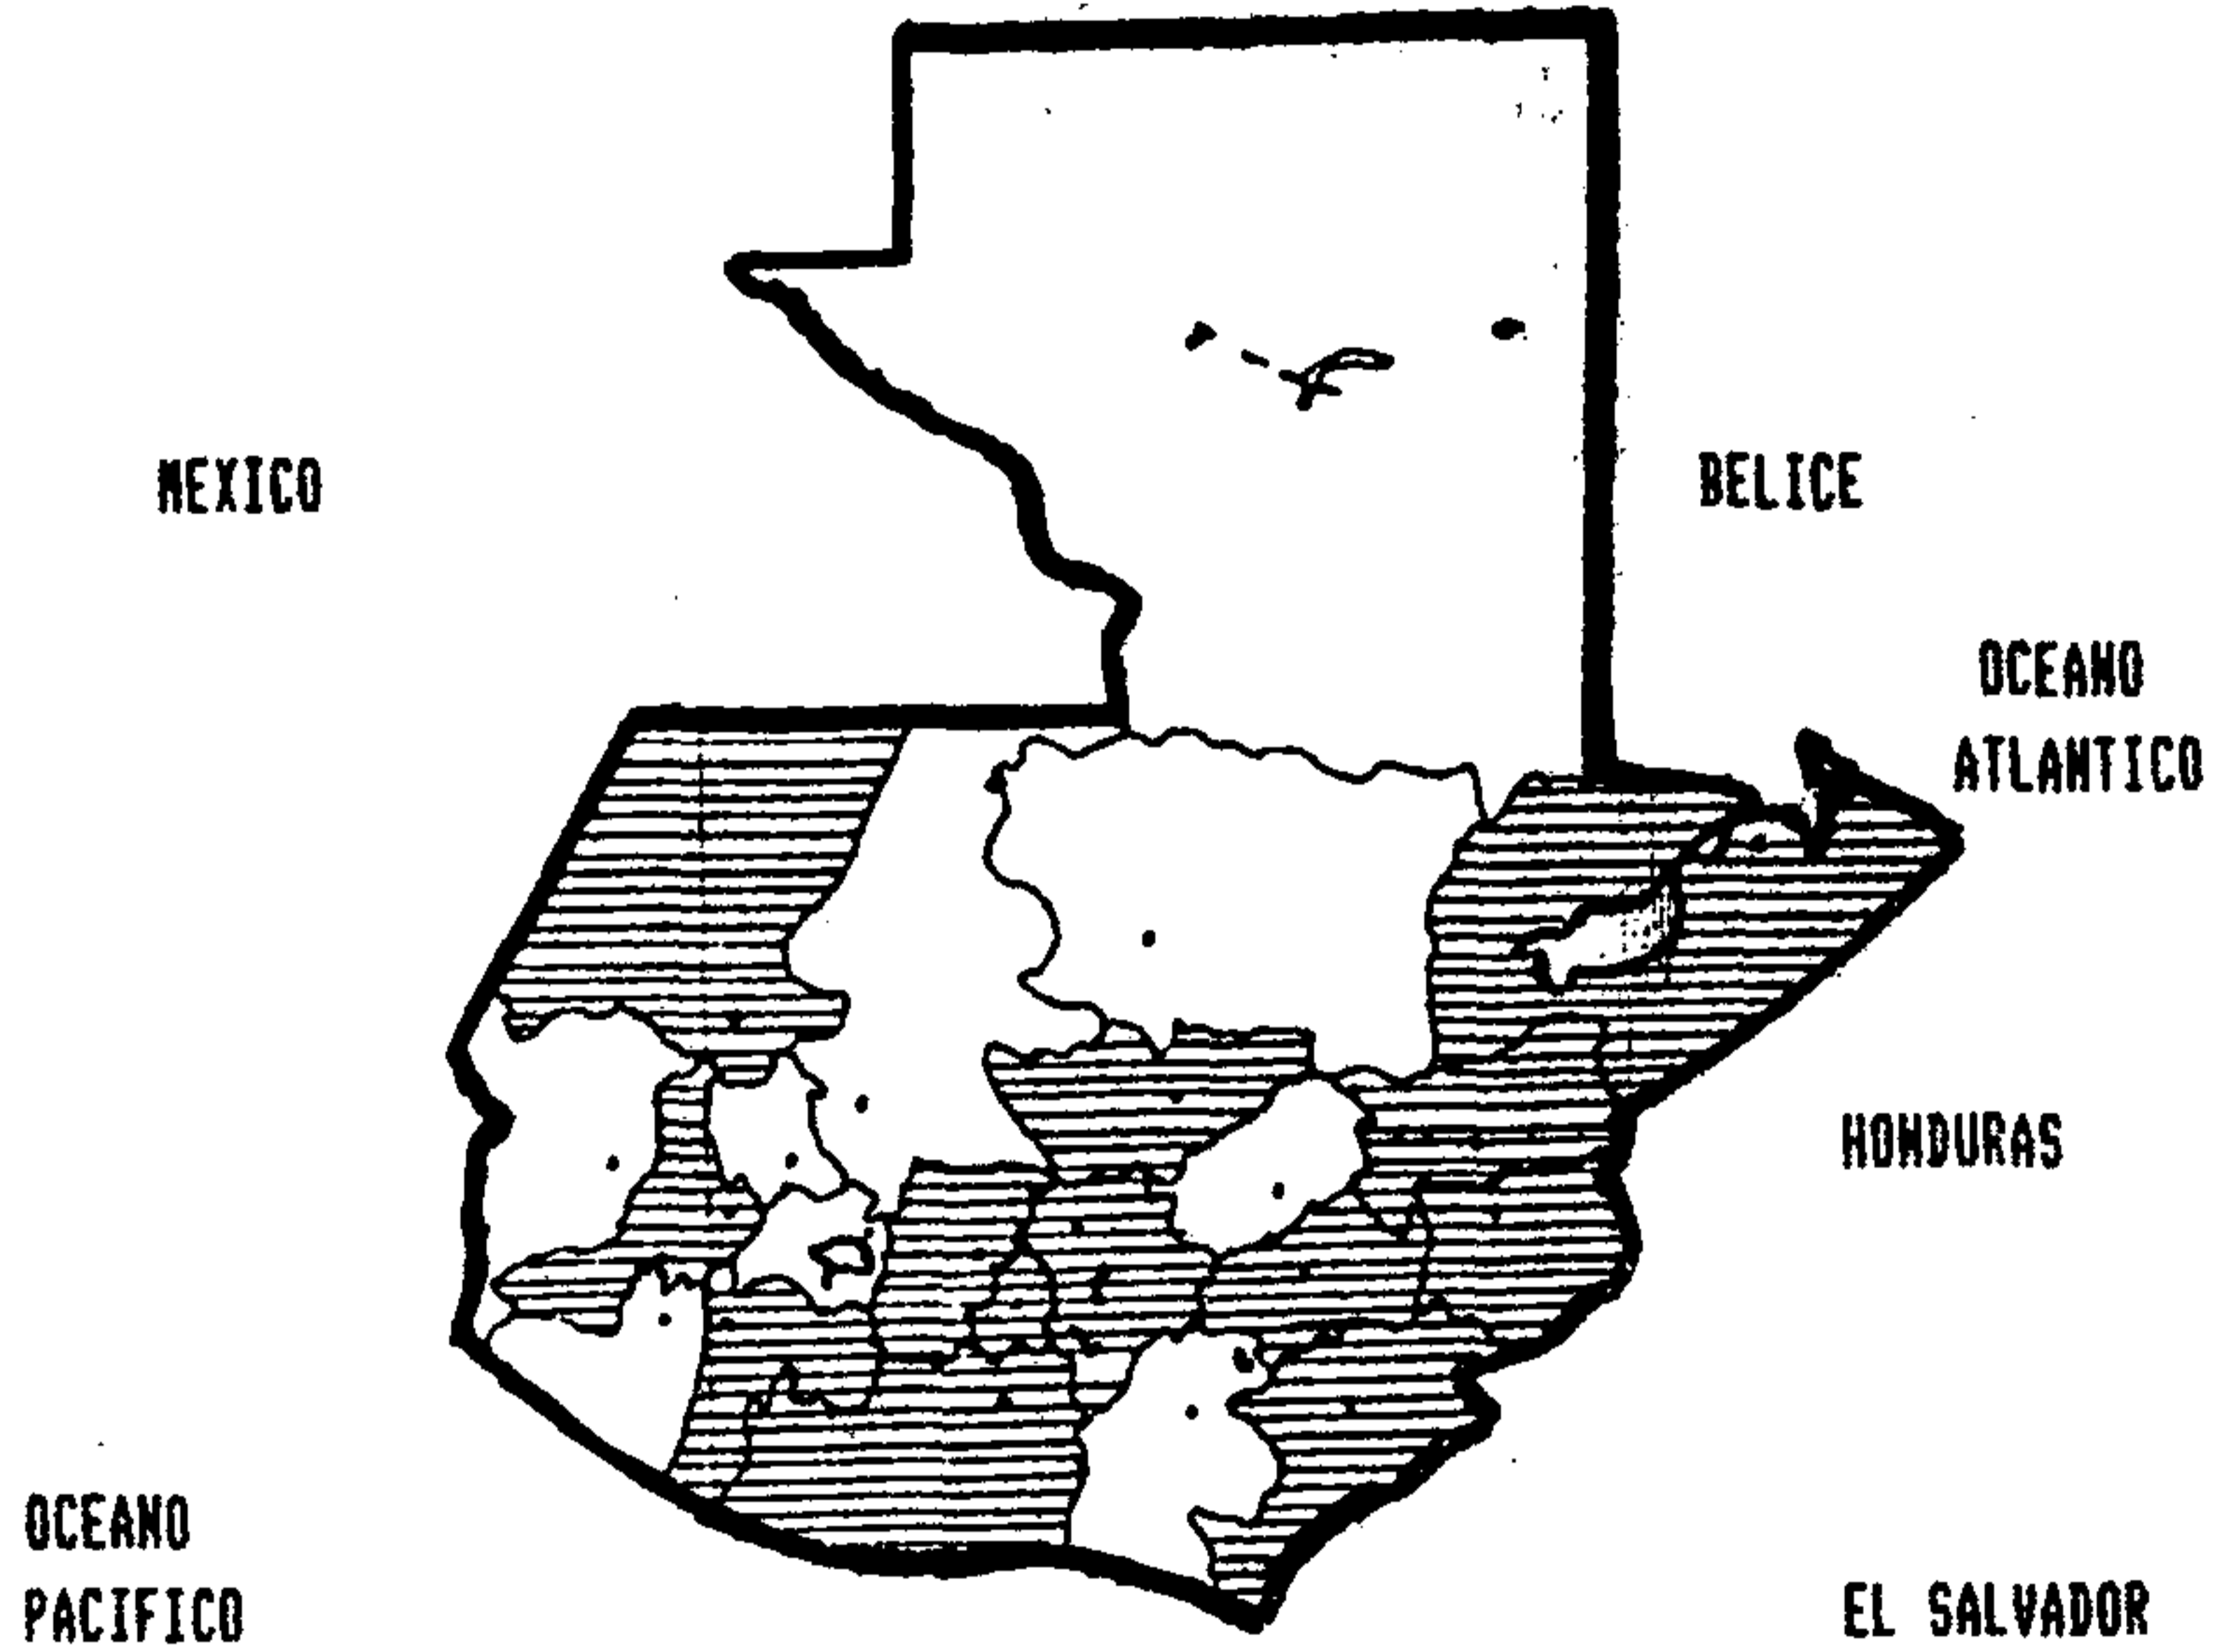 MEXICO
BELICE
OCEANO
ATLANTICO
HONDURAS
OCEANO
PACIFICO
EL SALVADOR